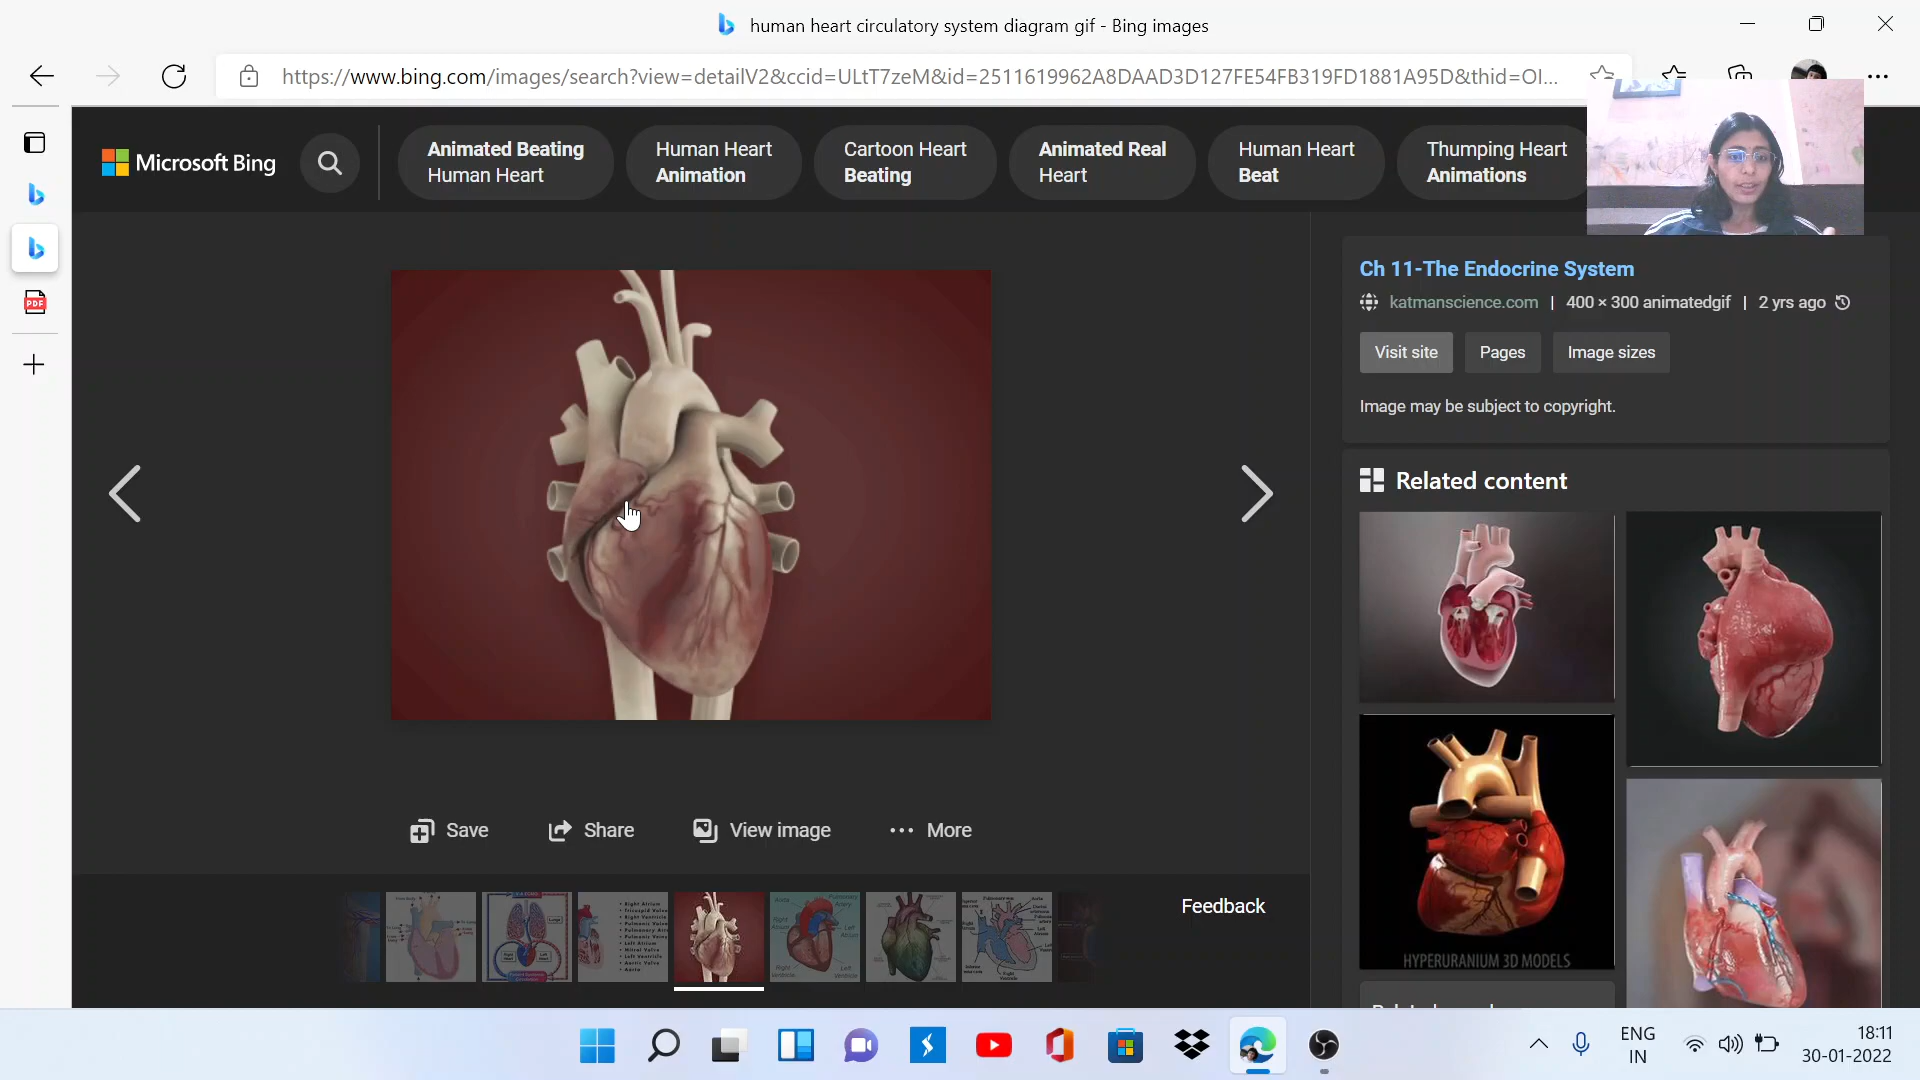 human heart circulatory system diagram gif - Bing images
https://www.bing.com/images/search?view=detailV2&ccid=ULtT7zeM&id=2511619962A8DAAD3D127FE54FB319FD1881A95D&thid=OI...
Microsoft Bing
Animated Beating
Human Heart
Human Heart
Animation
Cartoon Heart
Beating
Animated Real
Heart
Human Heart
Beat
Thumping Heart
Animations
Ch 11-The Endocrine System
katmanscience.com | 400 × 300 animatedgif | 2 yrs ago
Visit site
Pages
Image sizes
Image may be subject to copyright.
Related content
HYPERURANIUM 3D MODELS
Save
Share
View image
More
Feedback
PDF
ENG
IN
18:11
30-01-2022